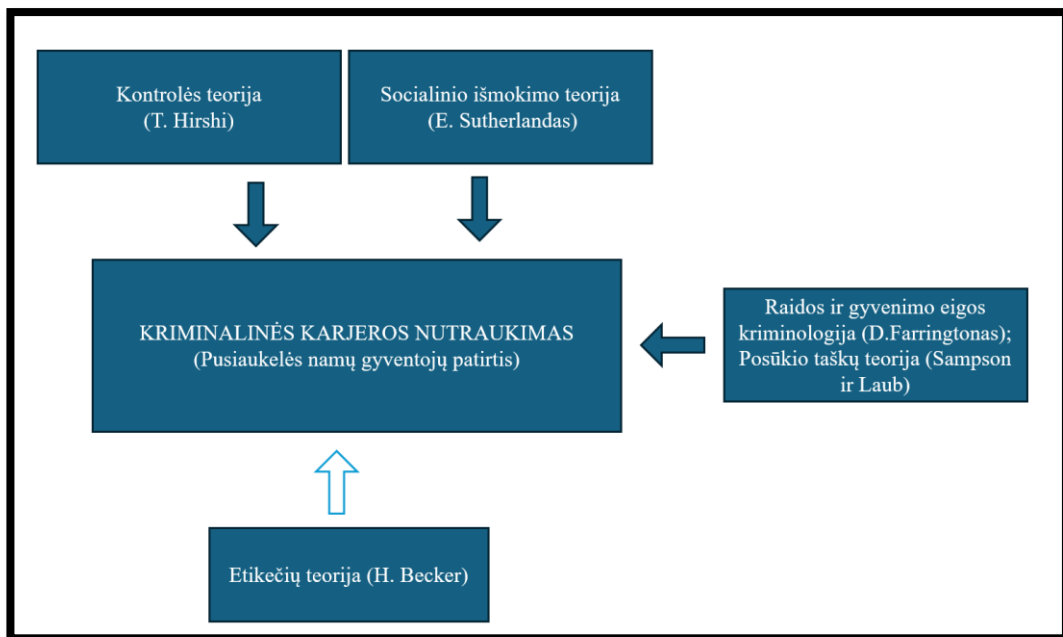 Kontrolės teorija
(T. Hirshi)
Socialinio išmokimo teorija
(E. Sutherlandas)
KRIMINALINĖS KARJEROS NUTRAUKIMAS
(Pusiaukelės namų gyventojų patirtis)
Raidos ir gyvenimo eigos
kriminologija (D.Farringtonas);
Posūkio taškų teorija (Sampson
ir Laub)
Etikečių teorija (H. Becker)